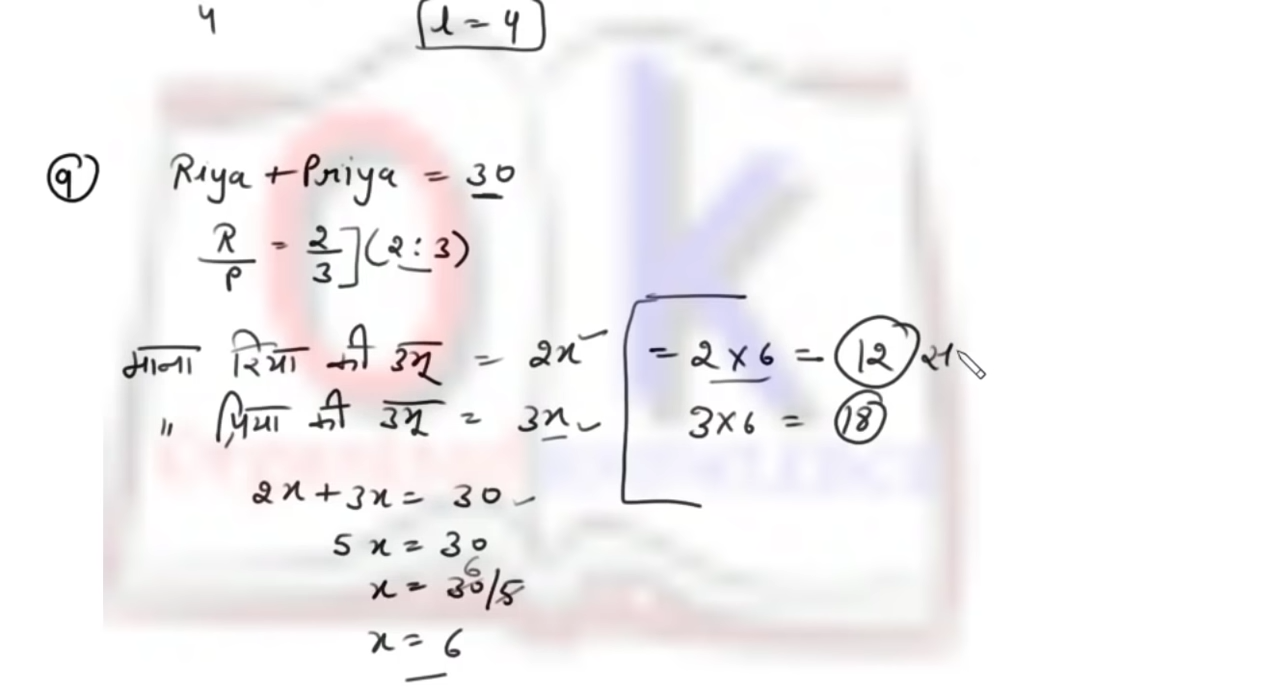 4 l = 4
9 Riya + Priya = 30
R/P = 2/3 ] (2 : 3)
माना रिया की उम्र = 2x = 2 × 6 = 12 सा
" प्रिया की उम्र = 3x 3×6 = 18
2x + 3x = 30
5x = 30
6
x = 30/5
x = 6